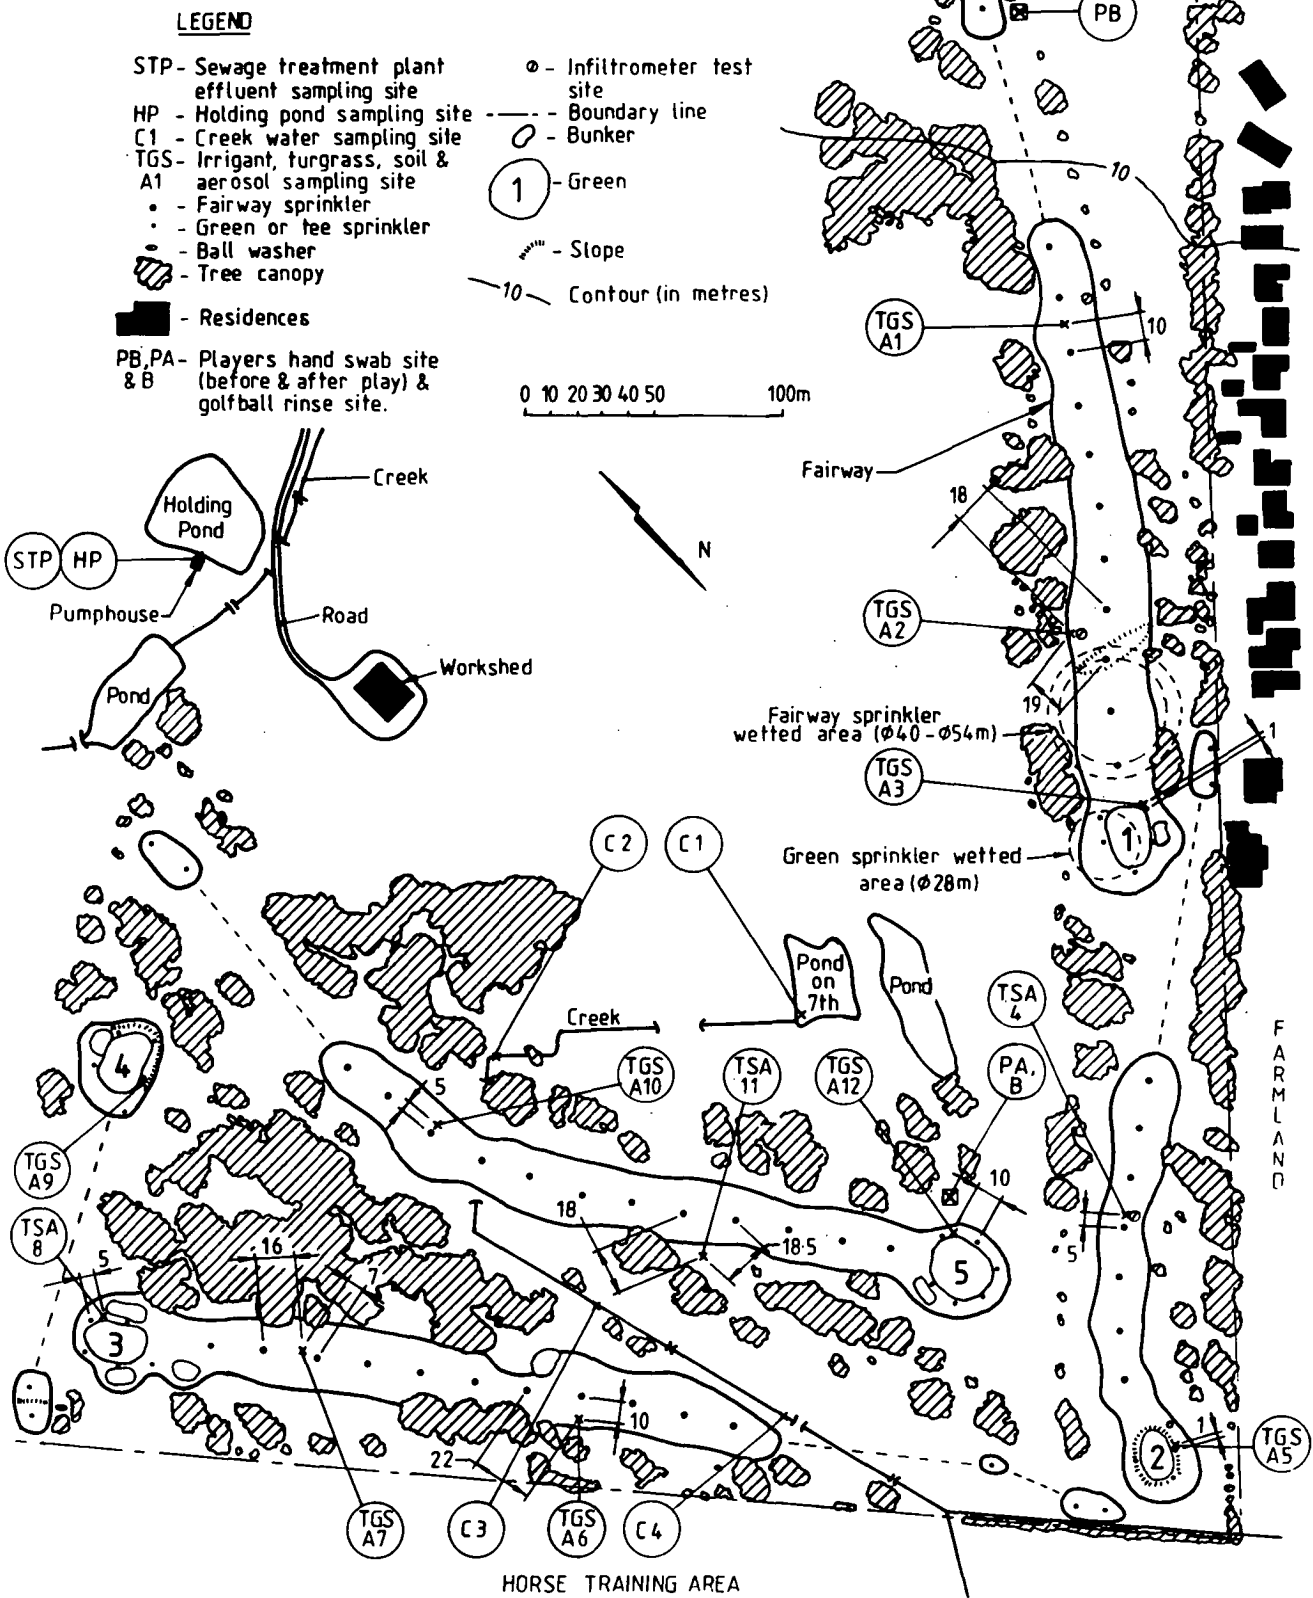 LEGEND
STP - Sewage treatment plant
effluent sampling site
HP - Holding pond sampling site
C1 - Creek water sampling site
TGS - Irrigant, turgrass, soil &
A1 aerosol sampling site
- Fairway sprinkler
- Green or tee sprinkler
- Ball washer
- Tree canopy
- Residences
PB,PA - Players hand swab site
& B (before & after play) &
golfball rinse site.
- Infiltrometer test
site
- Boundary line
- Bunker
1 - Green
- Slope
10 Contour (in metres)
0 10 20 30 40 50 100m
PB
10
TGS
A1
10
Fairway
18
Creek
Holding
Pond
STP HP
Pumphouse
Road
N
TGS
A2
Workshed
Pond
19
Fairway sprinkler
wetted area (Ø40-Ø54m)
1
TGS
A3
C2 C1
1
Green sprinkler wetted
area (Ø28m)
Pond
on
7th
Pond
TSA
4
Creek
FARMLAND
4
TGS
A10
5
TSA
11
TGS
A12
PA,
B
TGS
A9
10
18
TSA
8
16
5
18·5
5
7
5
3
10
22
1
2
TGS
A5
TGS
A7
C3
TGS
A6
C4
HORSE TRAINING AREA